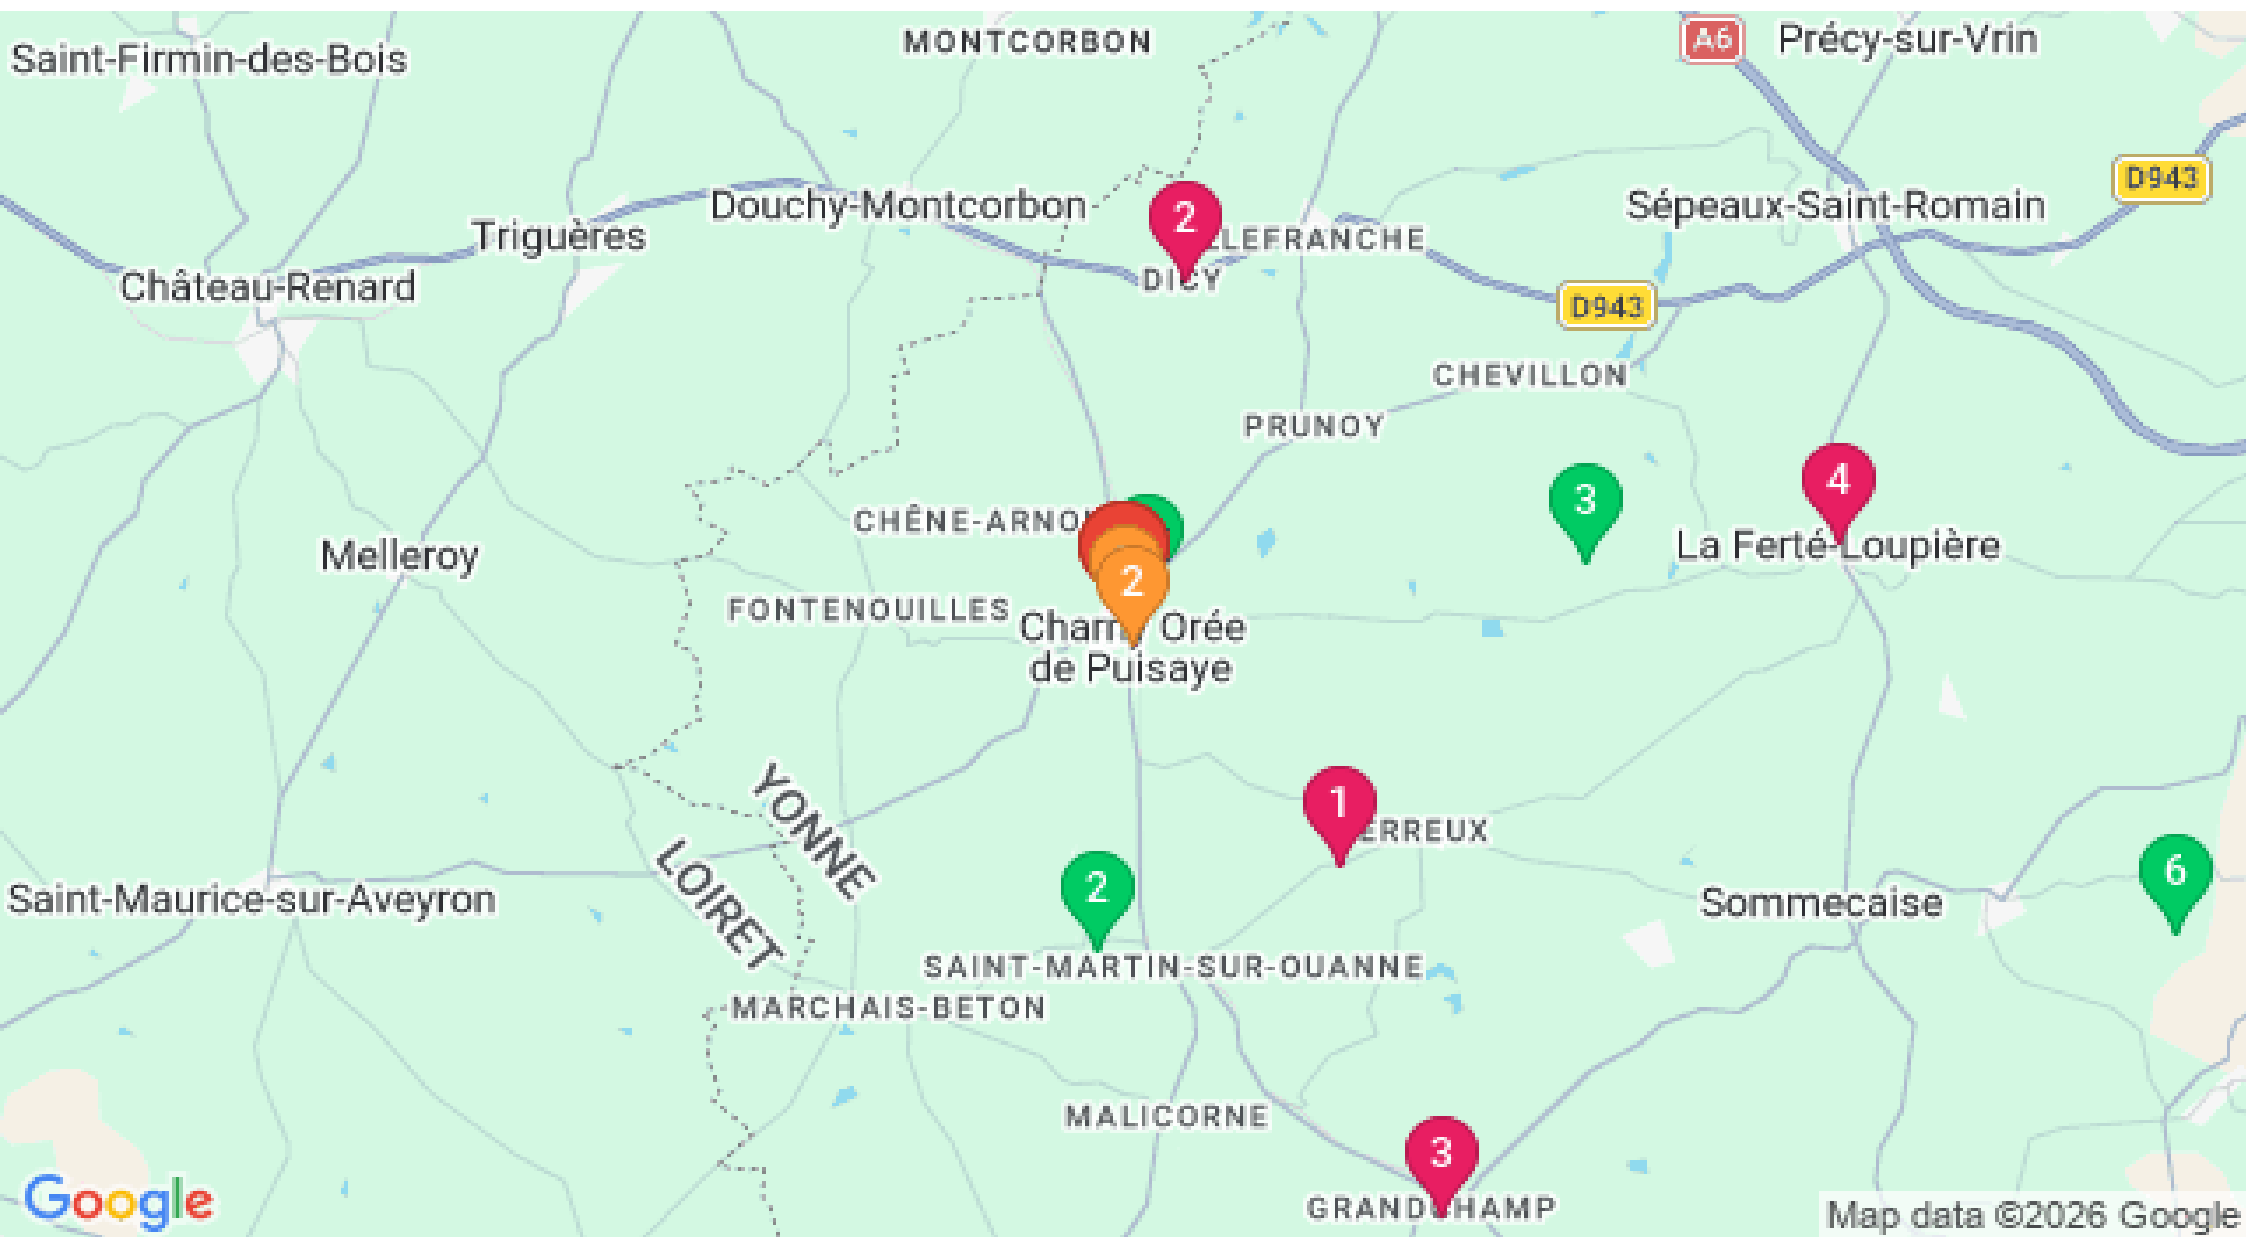 MONTCORBON
A6
Précy-sur-Vrin
Saint-Firmin-des-Bois
D943
Douchy-Montcorbon
2
Sépeaux-Saint-Romain
Triguères
LEFRANCHE
DICY
Château-Renard
D943
CHEVILLON
PRUNOY
4
3
CHÊNE-ARNO
La Ferté-Loupière
Melleroy
2
FONTENOUILLES
Charny Orée
de Puisaye
1
ERREUX
YONNE
LOIRET
6
2
Saint-Maurice-sur-Aveyron
Sommecaise
SAINT-MARTIN-SUR-OUANNE
MARCHAIS-BETON
MALICORNE
3
GRANDCHAMP
Google
Map data ©2026 Google